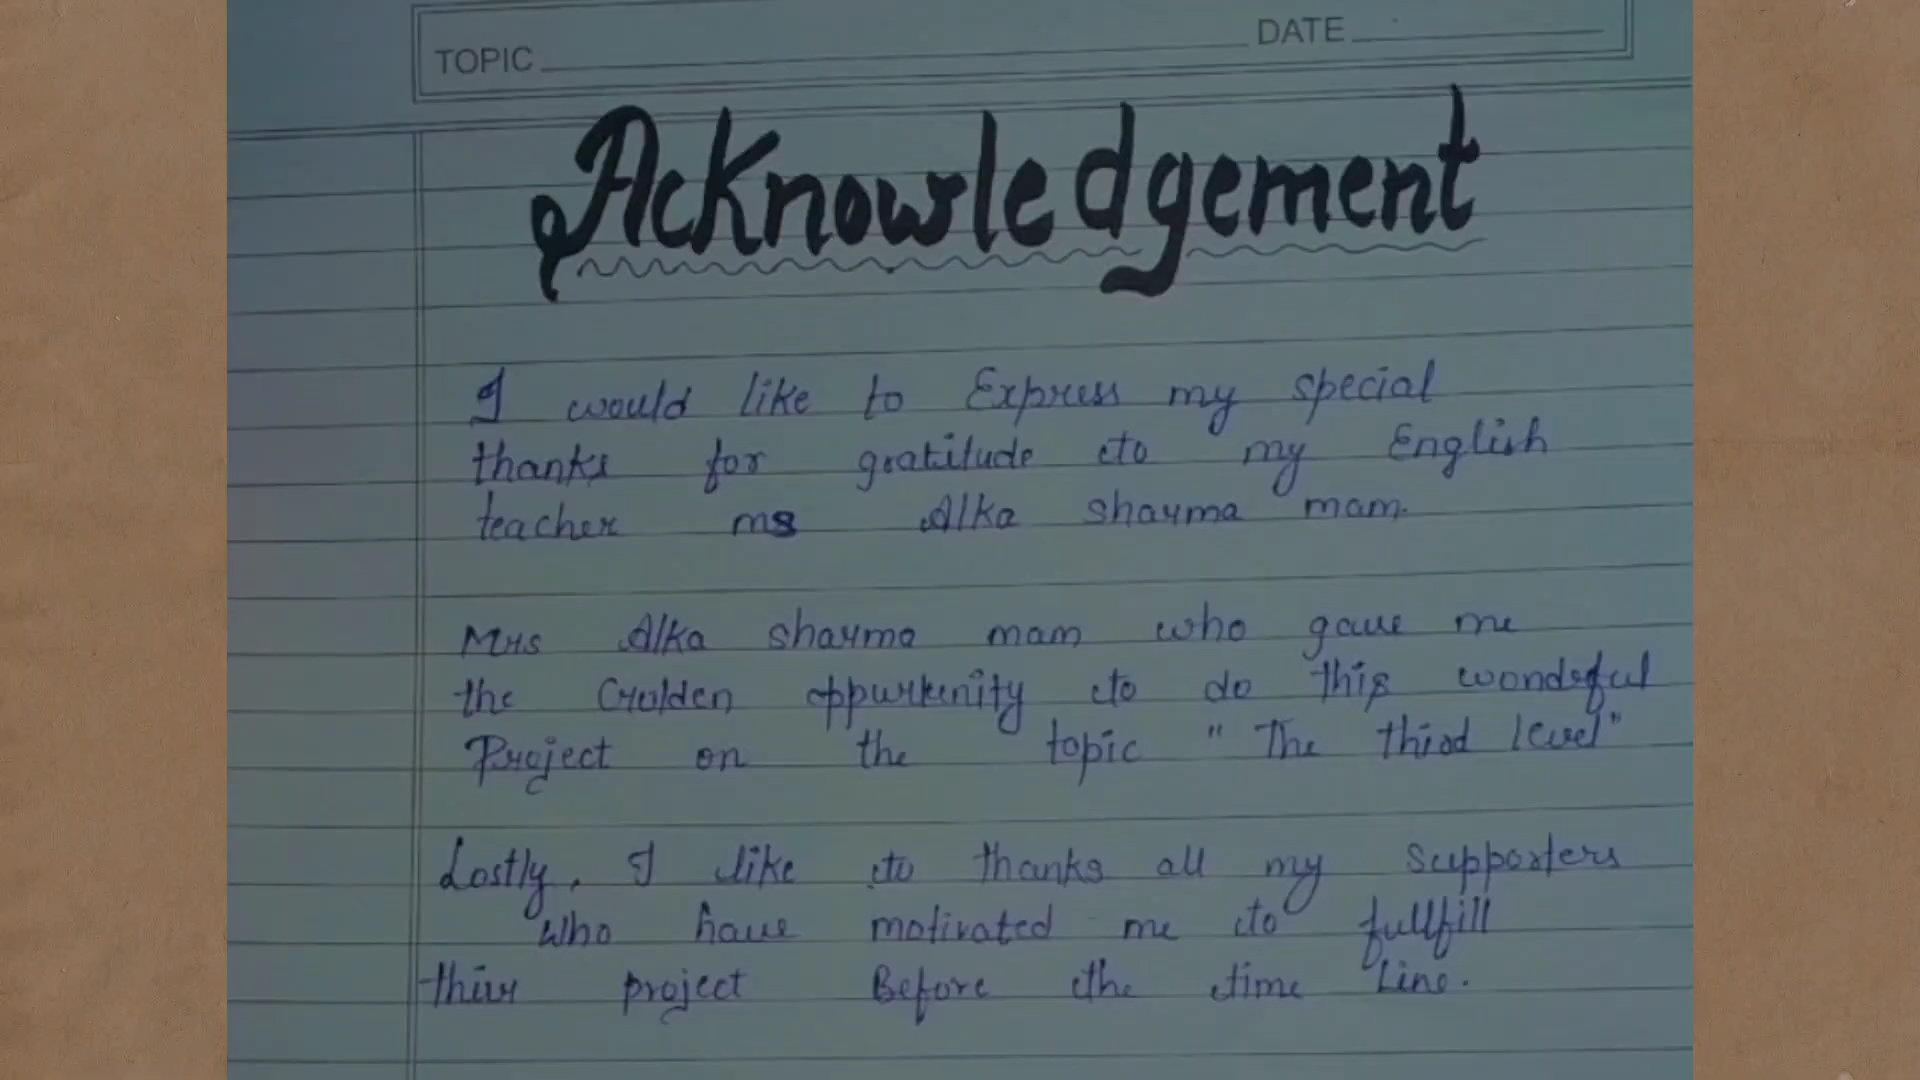 TOPIC DATE
Acknowledgement
I would like to Express my special
thanks for gratitude to my English
teacher ms Alka sharma mam.
Mrs Alka sharma mam who gave me
the Golden oppurtunity to do this wondeful
Project on the topic "The third level"
Lastly, I like to thanks all my Supporters
who have motivated me to fullfill
their project Before the time Line.